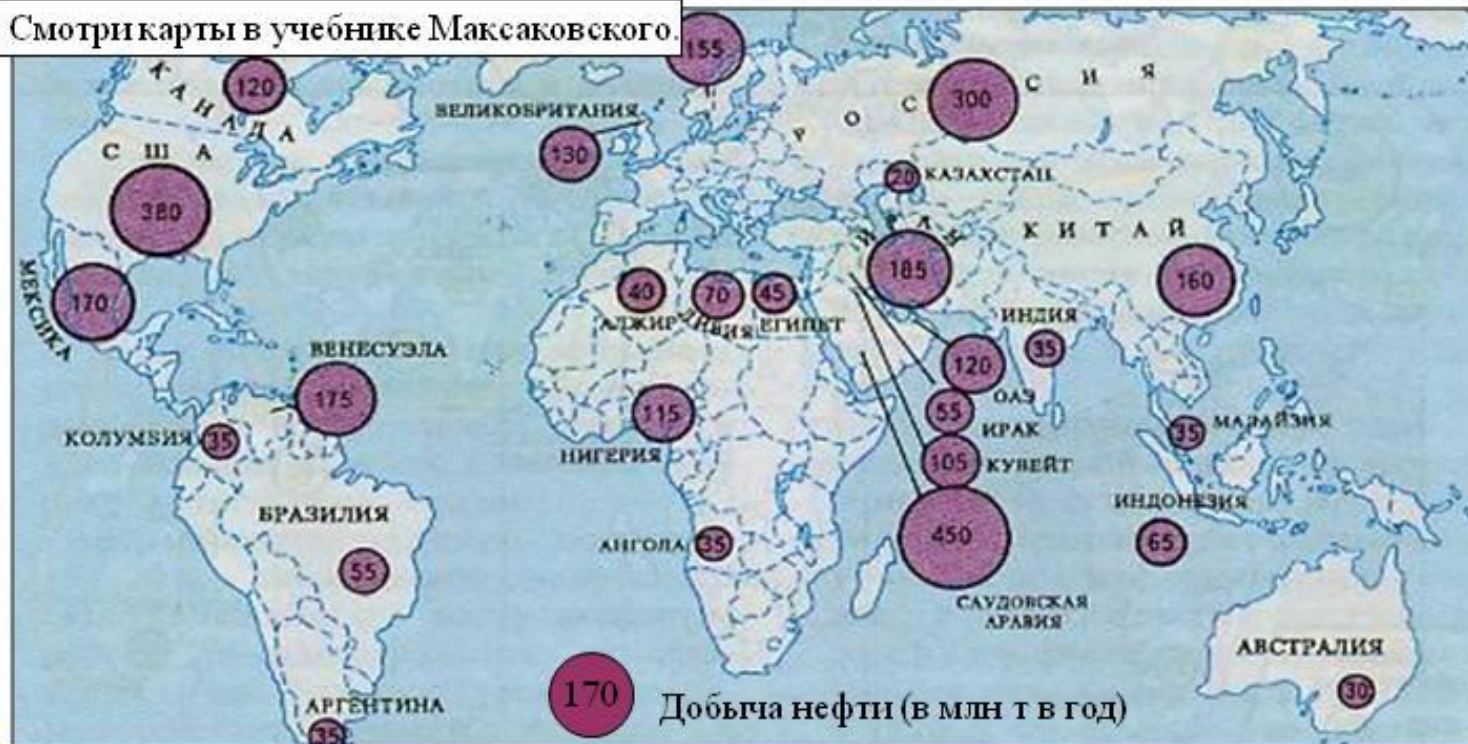 Смотри карты в учебнике Максаковского.
155
КАНАДА
120
ВЕЛИКОБРИТАНИЯ
130
РОССИЯ
300
США
380
20
КАЗАХСТАН
МЕКСИКА
170
ИРАН
185
КИТАЙ
160
40
АЛЖИР
70
ЛИВИЯ
45
ЕГИПЕТ
ИНДИЯ
35
ВЕНЕСУЭЛА
175
120
ОАЭ
КОЛУМБИЯ
35
НИГЕРИЯ
115
55
ИРАК
35
МАЛАЙЗИЯ
105
КУВЕЙТ
БРАЗИЛИЯ
55
АНГОЛА
35
450
САУДОВСКАЯ
АРАВИЯ
ИНДОНЕЗИЯ
65
АВСТРАЛИЯ
30
АРГЕНТИНА
35
170
Добыча нефти (в млн т в год)